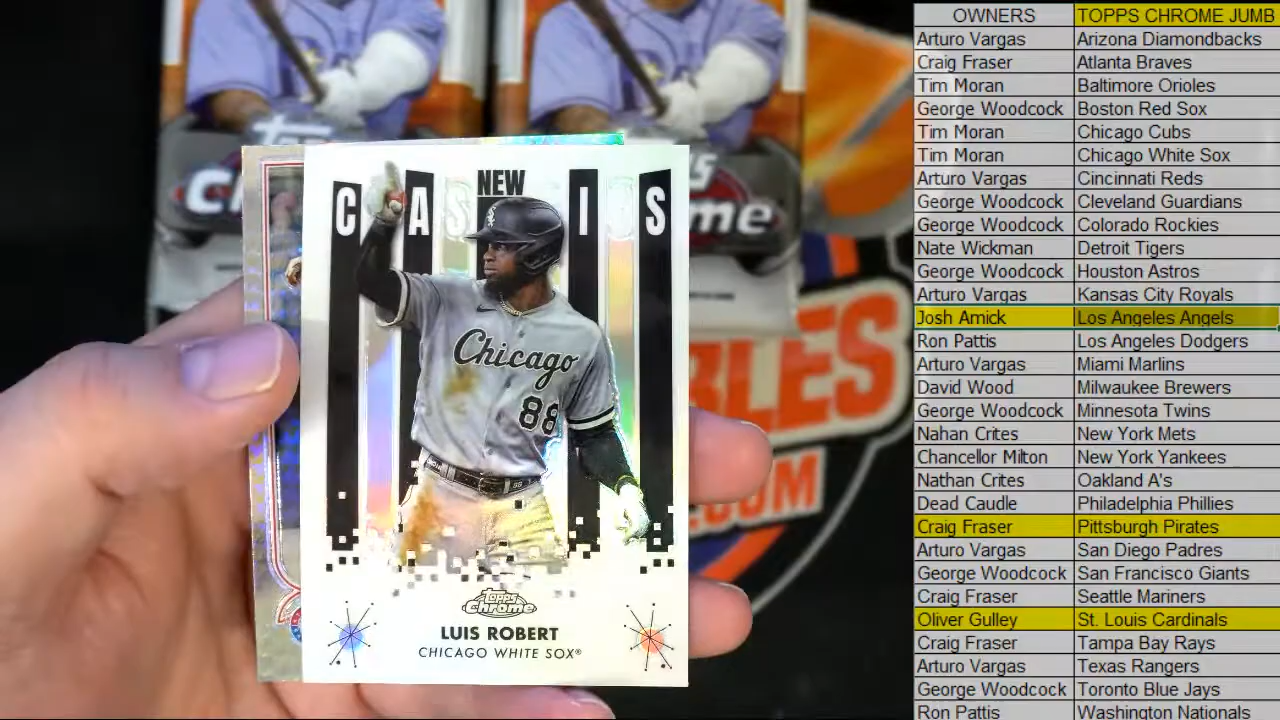 NEW
CAS I S
Chicago
88
Topps
Chrome
LUIS ROBERT
CHICAGO WHITE SOX®
OWNERS TOPPS CHROME JUMB
Arturo Vargas Arizona Diamondbacks
Craig Fraser Atlanta Braves
Tim Moran Baltimore Orioles
George Woodcock Boston Red Sox
Tim Moran Chicago Cubs
Tim Moran Chicago White Sox
Arturo Vargas Cincinnati Reds
George Woodcock Cleveland Guardians
George Woodcock Colorado Rockies
Nate Wickman Detroit Tigers
George Woodcock Houston Astros
Arturo Vargas Kansas City Royals
Josh Amick Los Angeles Angels
Ron Pattis Los Angeles Dodgers
Arturo Vargas Miami Marlins
David Wood Milwaukee Brewers
George Woodcock Minnesota Twins
Nahan Crites New York Mets
Chancellor Milton New York Yankees
Nathan Crites Oakland A's
Dead Caudle Philadelphia Phillies
Craig Fraser Pittsburgh Pirates
Arturo Vargas San Diego Padres
George Woodcock San Francisco Giants
Craig Fraser Seattle Mariners
Oliver Gulley St. Louis Cardinals
Craig Fraser Tampa Bay Rays
Arturo Vargas Texas Rangers
George Woodcock Toronto Blue Jays
Ron Pattis Washington Nationals